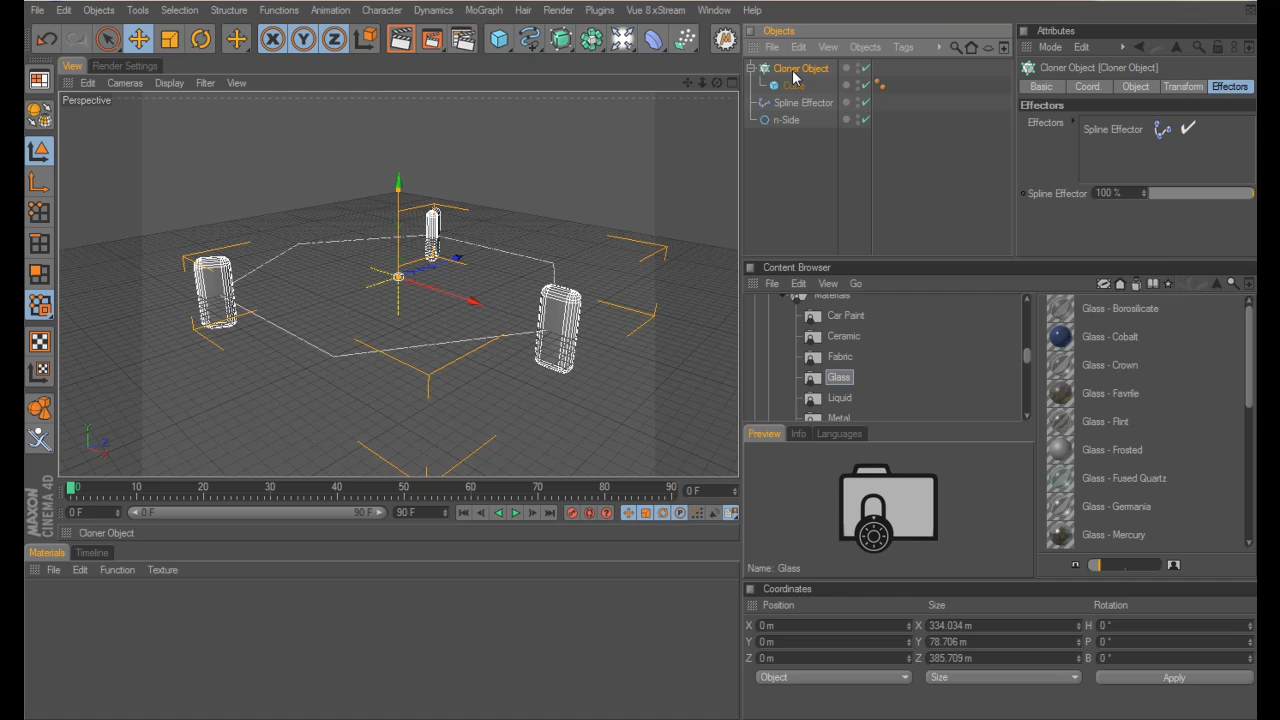 File Edit Objects Tools Selection Structure Functions Animation Character Dynamics MoGraph Hair Render Plugins Vue 8 xStream Window Help
Objects
Attributes
File Edit View Objects Tags
Mode Edit
View Render Settings
Edit Cameras Display Filter View
Perspective
Cloner Object
Spline Effector
n-Side
Cloner Object [Cloner Object]
Basic Coord. Object Transform Effectors
Effectors
Effectors
Spline Effector
Spline Effector 100 %
Content Browser
File Edit View Go
Materials
Car Paint
Ceramic
Fabric
Glass
Liquid
Metal
Glass - Borosilicate
Glass - Cobalt
Glass - Crown
Glass - Favrile
Glass - Flint
Glass - Frosted
Glass - Fused Quartz
Glass - Germania
Glass - Mercury
Preview Info Languages
Name: Glass
Y
Z
X
0 10 20 30 40 50 60 70 80 90 0 F
0 F 0 F 90 F 90 F
MAXON
CINEMA 4D
Cloner Object
Materials Timeline
File Edit Function Texture
Coordinates
Position Size Rotation
X 0 m X 334.034 m H 0 °
Y 0 m Y 78.706 m P 0 °
Z 0 m Z 385.709 m B 0 °
Object Size Apply